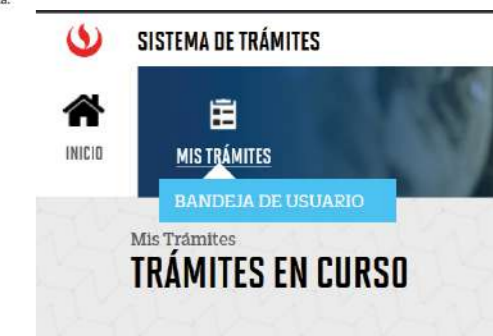 a.
SISTEMA DE TRÁMITES
INICIO
MIS TRÁMITES
BANDEJA DE USUARIO
Mis Trámites
TRÁMITES EN CURSO